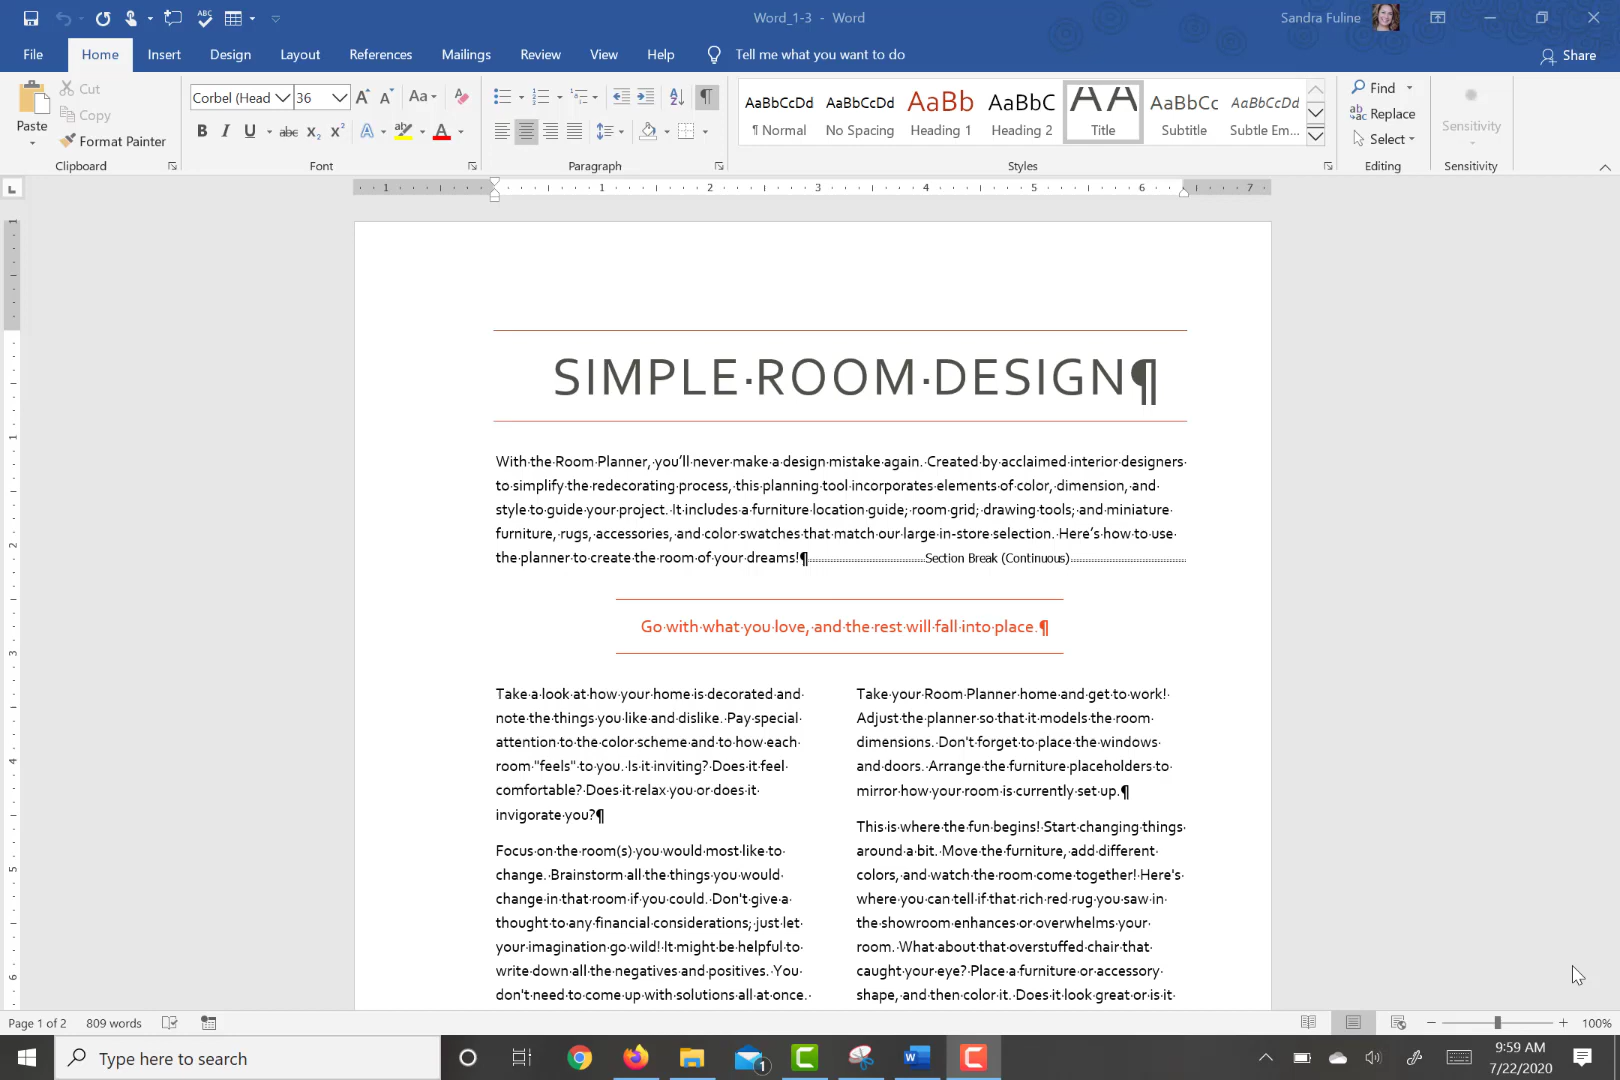 Word_1-3 - Word
Sandra Fuline
File Home Insert Design Layout References Mailings Review View Help Tell me what you want to do
Share
Paste
Cut
Copy
Format Painter
Clipboard
Corbel (Head 36
Font
Paragraph
AaBbCcDd AaBbCcDd AaBb AaBbC AA AaBbCc AaBbCcDd
¶ Normal No Spacing Heading 1 Heading 2 Title Subtitle Subtle Em...
Styles
Find
Replace
Select
Editing
Sensitivity
Sensitivity
1 1 2 3 4 5 6 7
SIMPLE·ROOM·DESIGN¶
With·the·Room·Planner,·you’ll·never·make·a·design·mistake·again.·Created·by·acclaimed·interior·designers·
to·simplify·the·redecorating·process,·this·planning·tool·incorporates·elements·of·color,·dimension,·and·
style·to·guide·your·project.·It·includes·a·furniture·location·guide;·room·grid;·drawing·tools;·and·miniature·
furniture,·rugs,·accessories,·and·color·swatches·that·match·our·large·in-store·selection.·Here’s·how·to·use·
the·planner·to·create·the·room·of·your·dreams!¶ Section Break (Continuous)
Go·with·what·you·love,·and·the·rest·will·fall·into·place.¶
Take·a·look·at·how·your·home·is·decorated·and·
note·the·things·you·like·and·dislike.·Pay·special·
attention·to·the·color·scheme·and·to·how·each·
room·"feels"·to·you.·Is·it·inviting?·Does·it·feel·
comfortable?·Does·it·relax·you·or·does·it·
invigorate·you?¶
Focus·on·the·room(s)·you·would·most·like·to·
change.·Brainstorm·all·the·things·you·would·
change·in·that·room·if·you·could.·Don't·give·a·
thought·to·any·financial·considerations;·just·let·
your·imagination·go·wild!·It·might·be·helpful·to·
write·down·all·the·negatives·and·positives.·You·
don't·need·to·come·up·with·solutions·all·at·once.·
Take·your·Room·Planner·home·and·get·to·work!·
Adjust·the·planner·so·that·it·models·the·room·
dimensions.·Don't·forget·to·place·the·windows·
and·doors.·Arrange·the·furniture·placeholders·to·
mirror·how·your·room·is·currently·set·up.¶
This·is·where·the·fun·begins!·Start·changing·things·
around·a·bit.·Move·the·furniture,·add·different·
colors,·and·watch·the·room·come·together!·Here's·
where·you·can·tell·if·that·rich·red·rug·you·saw·in·
the·showroom·enhances·or·overwhelms·your·
room.·What·about·that·overstuffed·chair·that·
caught·your·eye?·Place·a·furniture·or·accessory·
shape,·and·then·color·it.·Does·it·look·great·or·is·it·
Page 1 of 2 809 words
100%
Type here to search
1
9:59 AM
7/22/2020